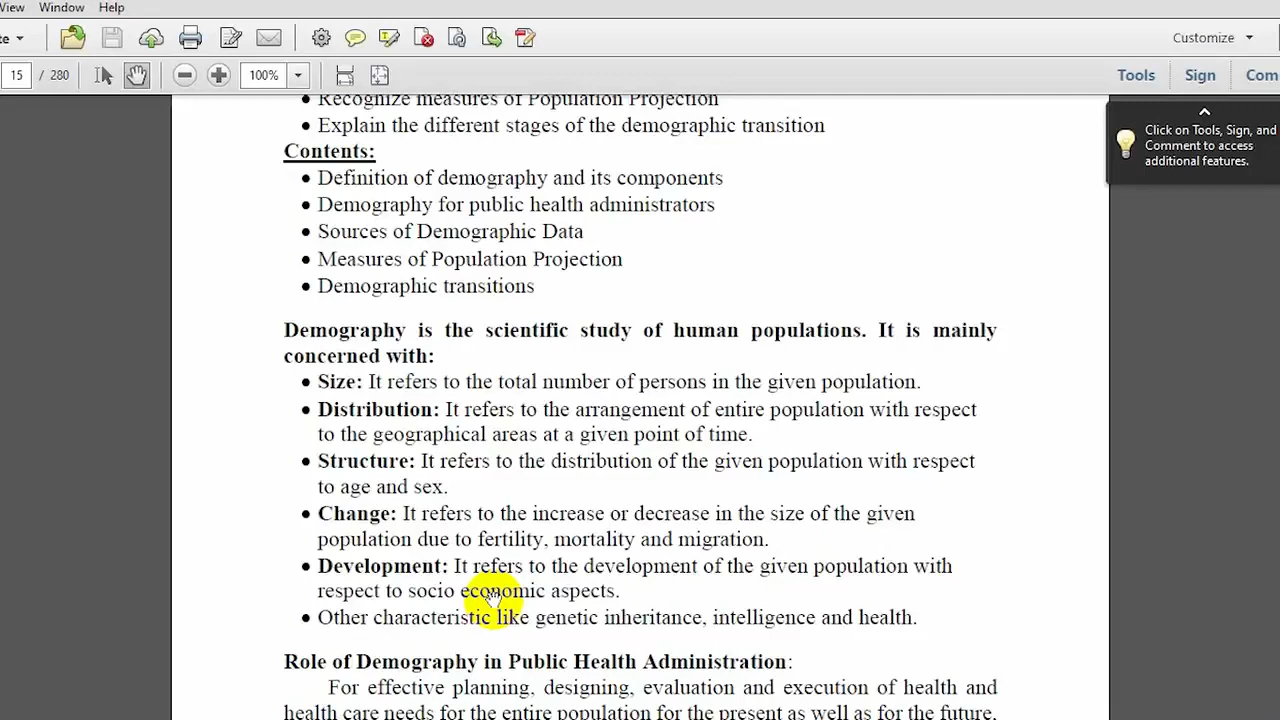 View Window Help
te Customize
15 / 280 100% Tools Sign Com
Click on Tools, Sign, and
Comment to access
additional features.
Recognize measures of Population Projection
• Explain the different stages of the demographic transition
Contents:
• Definition of demography and its components
• Demography for public health administrators
• Sources of Demographic Data
• Measures of Population Projection
• Demographic transitions
Demography is the scientific study of human populations. It is mainly
concerned with:
• Size: It refers to the total number of persons in the given population.
• Distribution: It refers to the arrangement of entire population with respect
to the geographical areas at a given point of time.
• Structure: It refers to the distribution of the given population with respect
to age and sex.
• Change: It refers to the increase or decrease in the size of the given
population due to fertility, mortality and migration.
• Development: It refers to the development of the given population with
respect to socio economic aspects.
• Other characteristic like genetic inheritance, intelligence and health.
Role of Demography in Public Health Administration:
For effective planning, designing, evaluation and execution of health and
health care needs for the entire population for the present as well as for the future,